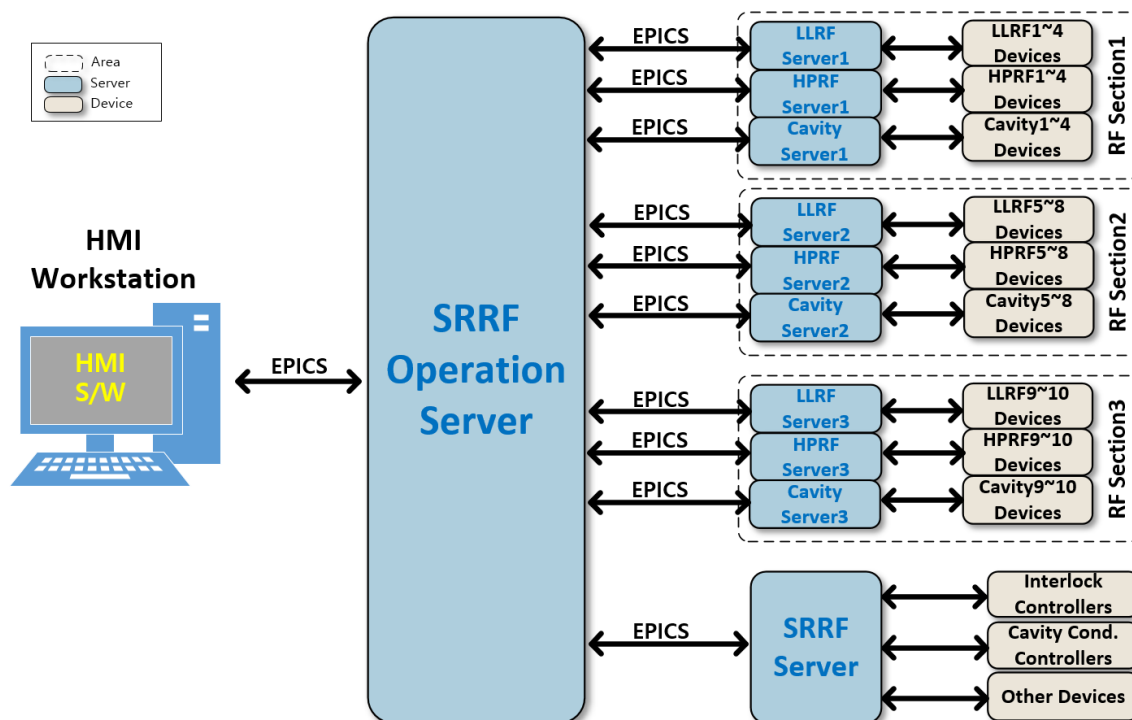 Area
Server
Device
HMI
Workstation
HMI
S/W
EPICS
SRRF
Operation
Server
EPICS
LLRF
Server1
LLRF1~4
Devices
EPICS
HPRF
Server1
HPRF1~4
Devices
EPICS
Cavity
Server1
Cavity1~4
Devices
RF Section1
EPICS
LLRF
Server2
LLRF5~8
Devices
EPICS
HPRF
Server2
HPRF5~8
Devices
EPICS
Cavity
Server2
Cavity5~8
Devices
RF Section2
EPICS
LLRF
Server3
LLRF9~10
Devices
EPICS
HPRF
Server3
HPRF9~10
Devices
EPICS
Cavity
Server3
Cavity9~10
Devices
RF Section3
EPICS
SRRF
Server
Interlock
Controllers
Cavity Cond.
Controllers
Other Devices